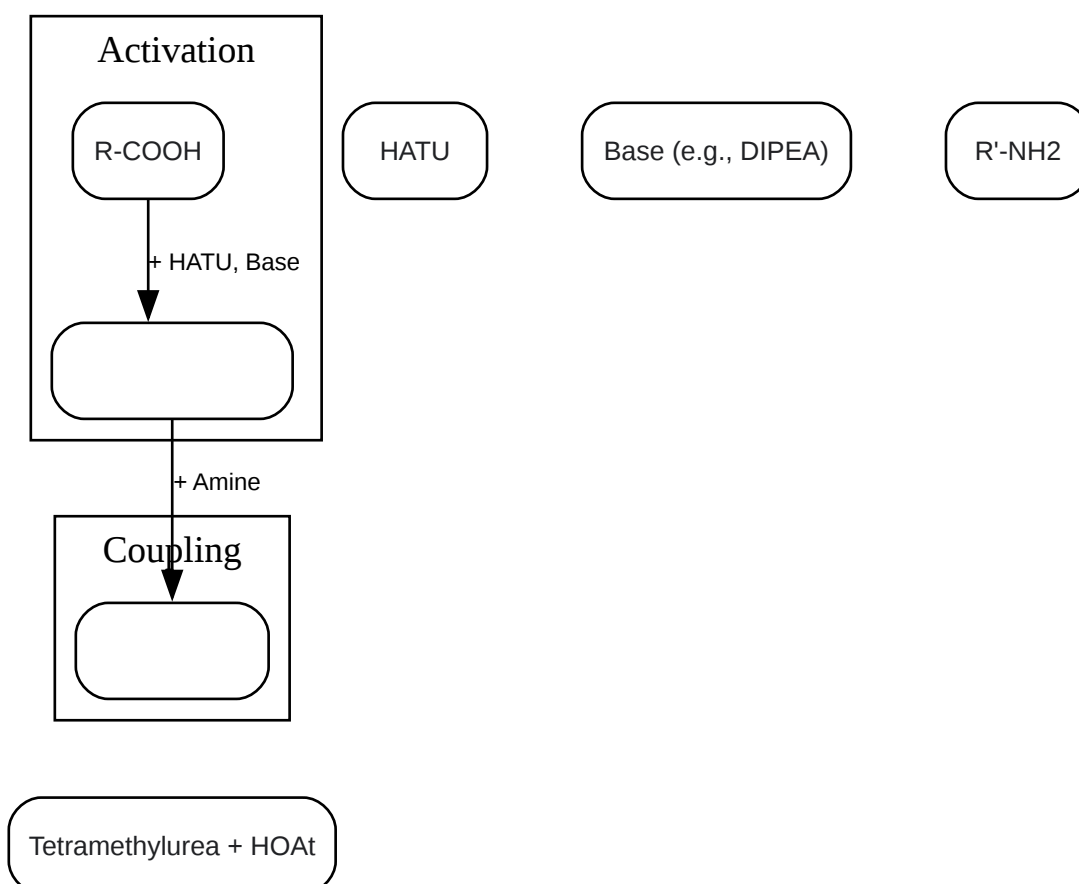 Activation
R-COOH
HATU
Base (e.g., DIPEA)
R'-NH2
+ HATU, Base
+ Amine
Coupling
Tetramethylurea + HOAt